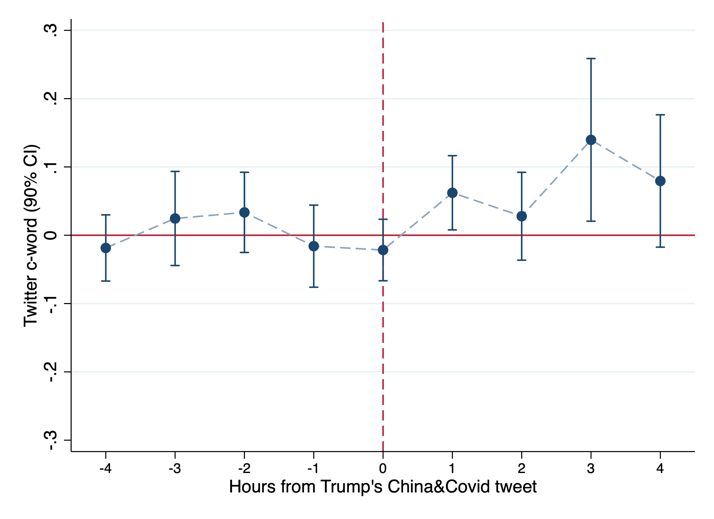 .3
.2
.1
0
-.1
-.2
-.3
Twitter c-word (90% CI)
-4 -3 -2 -1 0 1 2 3 4
Hours from Trump's China&Covid tweet